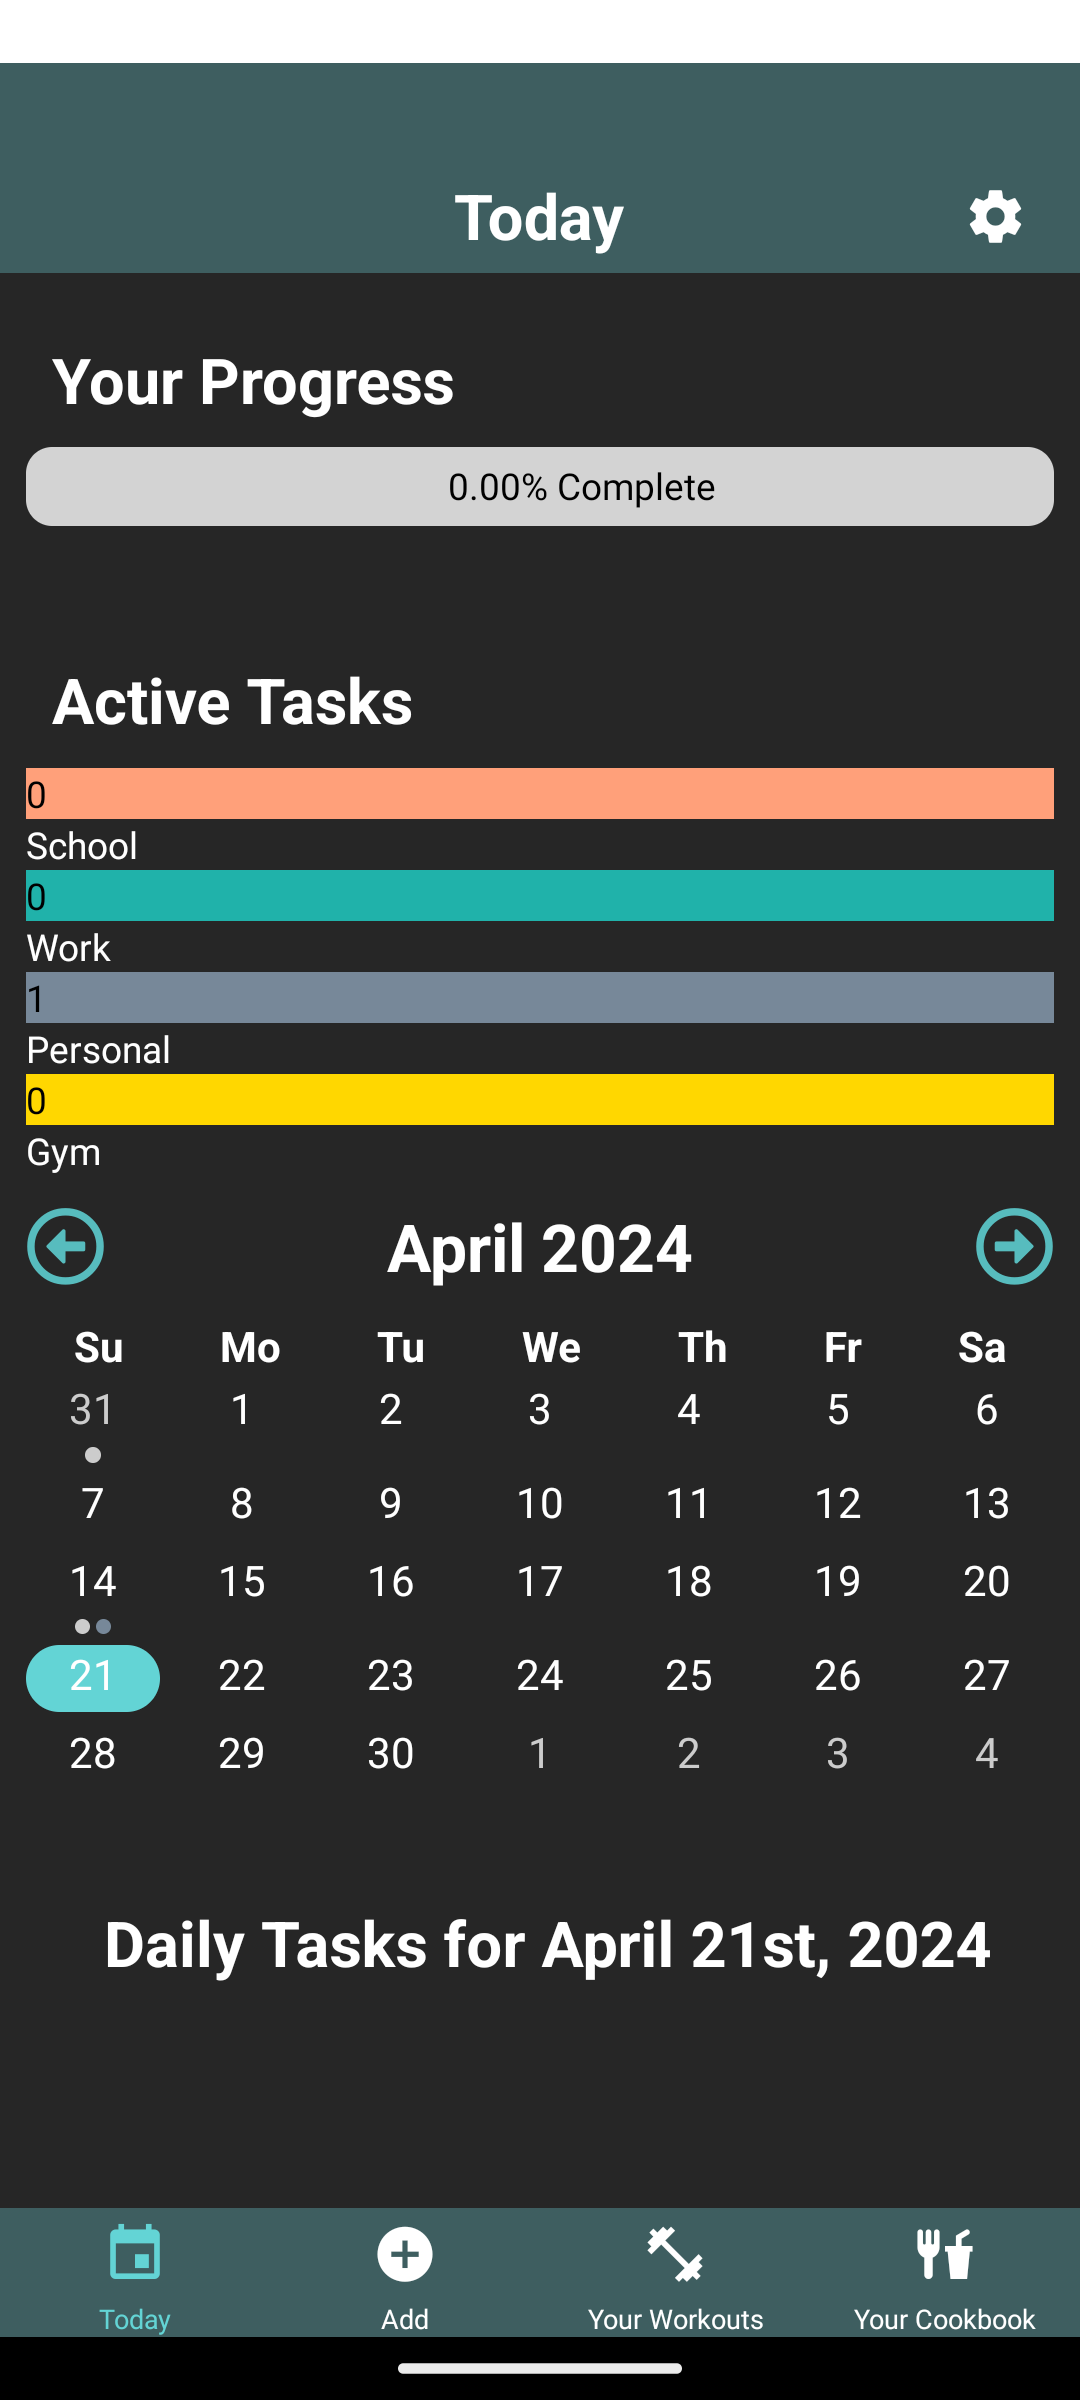 Today
Your Progress
0.00% Complete
Active Tasks
0
School
0
Work
1
Personal
0
Gym
April 2024
Su Mo Tu We Th Fr Sa
31 1 2 3 4 5 6
7 8 9 10 11 12 13
14 15 16 17 18 19 20
21 22 23 24 25 26 27
28 29 30 1 2 3 4
Daily Tasks for April 21st, 2024
Today Add Your Workouts Your Cookbook